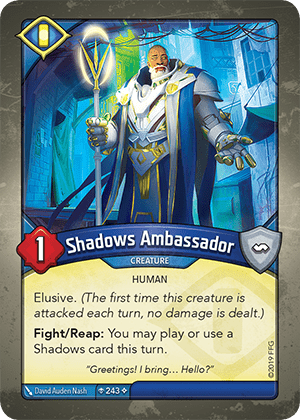 1
Shadows Ambassador
CREATURE
HUMAN
Elusive. (The first time this creature is
attacked each turn, no damage is dealt.)
Fight/Reap: You may play or use a
Shadows card this turn.
"Greetings! I bring... Hello?"
David Auden Nash
243
©2019 FFG